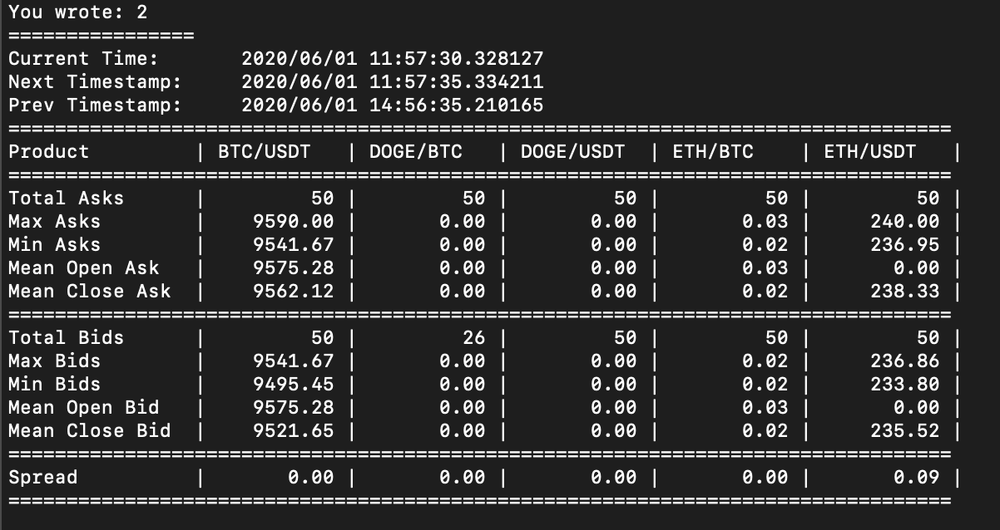 You wrote: 2
================
Current Time:       2020/06/01 11:57:30.328127
Next Timestamp:     2020/06/01 11:57:35.334211
Prev Timestamp:     2020/06/01 14:56:35.210165
=================================================================================
Product         | BTC/USDT   | DOGE/BTC   | DOGE/USDT  | ETH/BTC    | ETH/USDT   |
=================================================================================
Total Asks      |         50 |         50 |         50 |         50 |         50 |
Max Asks        |    9590.00 |       0.00 |       0.00 |       0.03 |     240.00 |
Min Asks        |    9541.67 |       0.00 |       0.00 |       0.02 |     236.95 |
Mean Open Ask   |    9575.28 |       0.00 |       0.00 |       0.03 |       0.00 |
Mean Close Ask  |    9562.12 |       0.00 |       0.00 |       0.02 |     238.33 |
=================================================================================
Total Bids      |         50 |         26 |         50 |         50 |         50 |
Max Bids        |    9541.67 |       0.00 |       0.00 |       0.02 |     236.86 |
Min Bids        |    9495.45 |       0.00 |       0.00 |       0.02 |     233.80 |
Mean Open Bid   |    9575.28 |       0.00 |       0.00 |       0.03 |       0.00 |
Mean Close Bid  |    9521.65 |       0.00 |       0.00 |       0.02 |     235.52 |
=================================================================================
Spread          |       0.00 |       0.00 |       0.00 |       0.00 |       0.09 |
=================================================================================